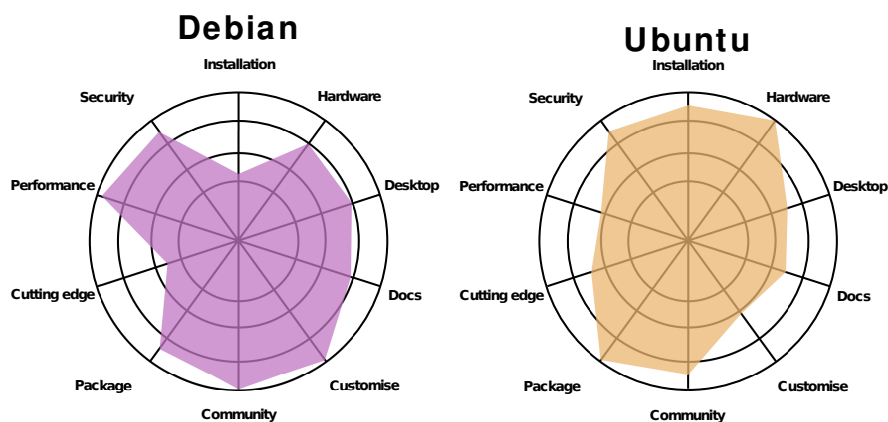 Debian
Installation
Hardware
Desktop
Docs
Customise
Community
Package
Cutting edge
Performance
Security
Ubuntu
Installation
Hardware
Desktop
Docs
Customise
Community
Package
Cutting edge
Performance
Security